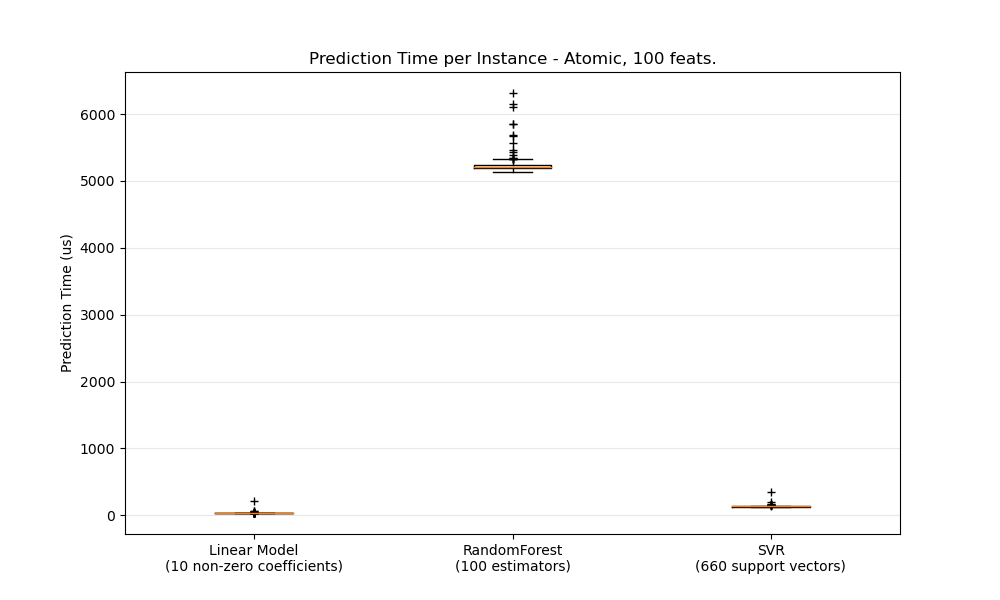 Prediction Time per Instance - Atomic, 100 feats.
Prediction Time (us)
6000
5000
4000
3000
2000
1000
0
Linear Model
(10 non-zero coefficients)
RandomForest
(100 estimators)
SVR
(660 support vectors)